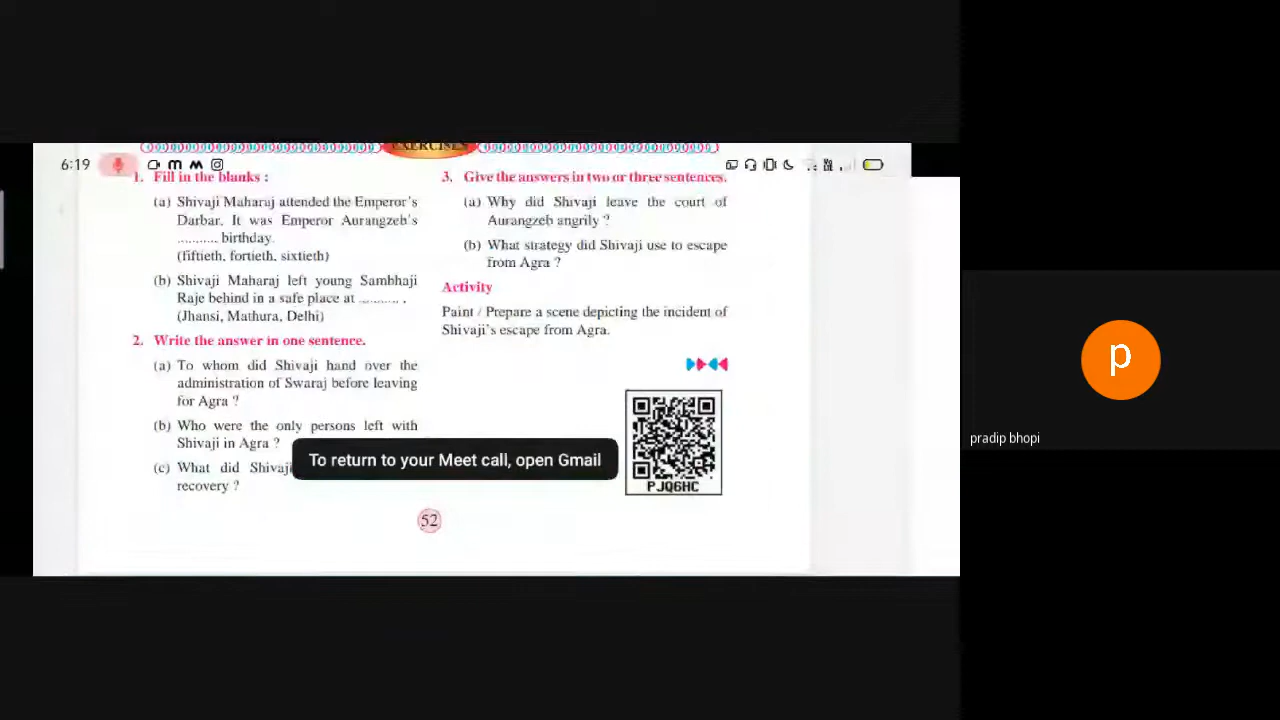 EXERCISES
6:19
1. Fill in the blanks :
(a) Shivaji Maharaj attended the Emperor's
Darbar. It was Emperor Aurangzeb's
........... birthday.
(fiftieth, fortieth, sixtieth)
(b) Shivaji Maharaj left young Sambhaji
Raje behind in a safe place at ........... .
(Jhansi, Mathura, Delhi)
2. Write the answer in one sentence.
(a) To whom did Shivaji hand over the
administration of Swaraj before leaving
for Agra ?
(b) Who were the only persons left with
Shivaji in Agra ?
(c) What did Shivaji
recovery ?
3. Give the answers in two or three sentences.
(a) Why did Shivaji leave the court of
Aurangzeb angrily ?
(b) What strategy did Shivaji use to escape
from Agra ?
Activity
Paint / Prepare a scene depicting the incident of
Shivaji's escape from Agra.
PJQ6HC
To return to your Meet call, open Gmail
52
p
pradip bhopi